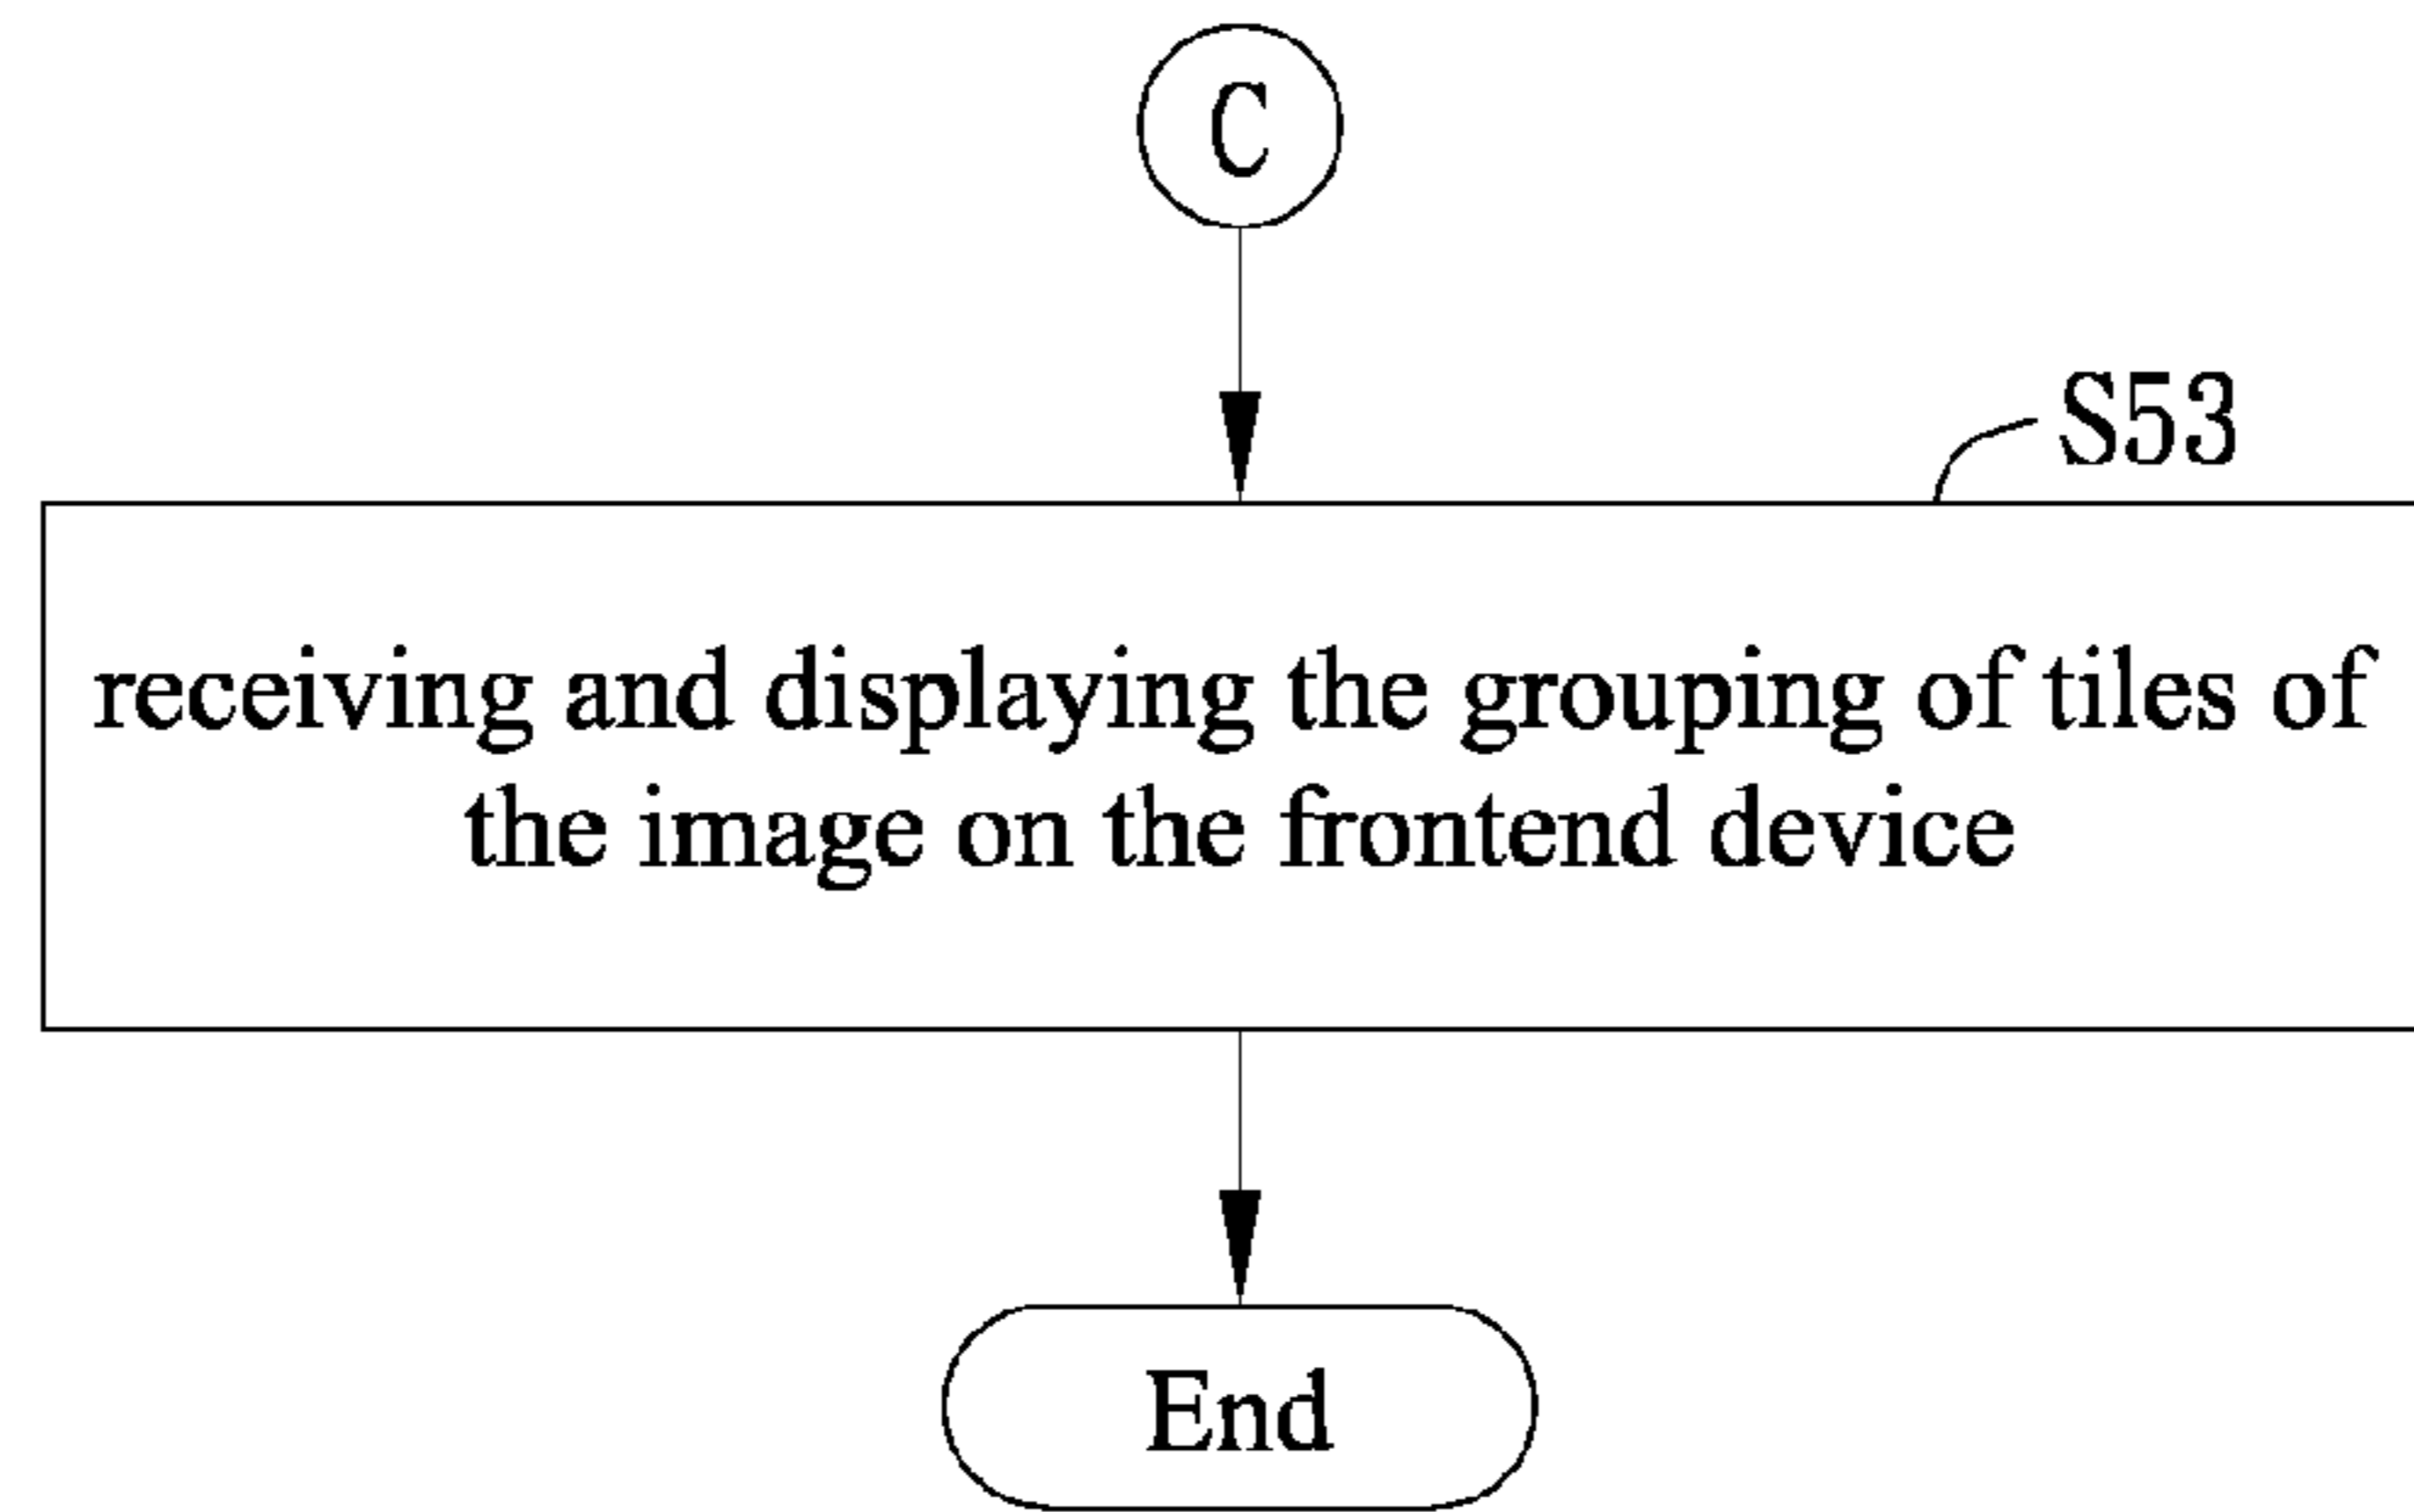 C
S53
receiving and displaying the grouping of tiles of
the image on the frontend device
End